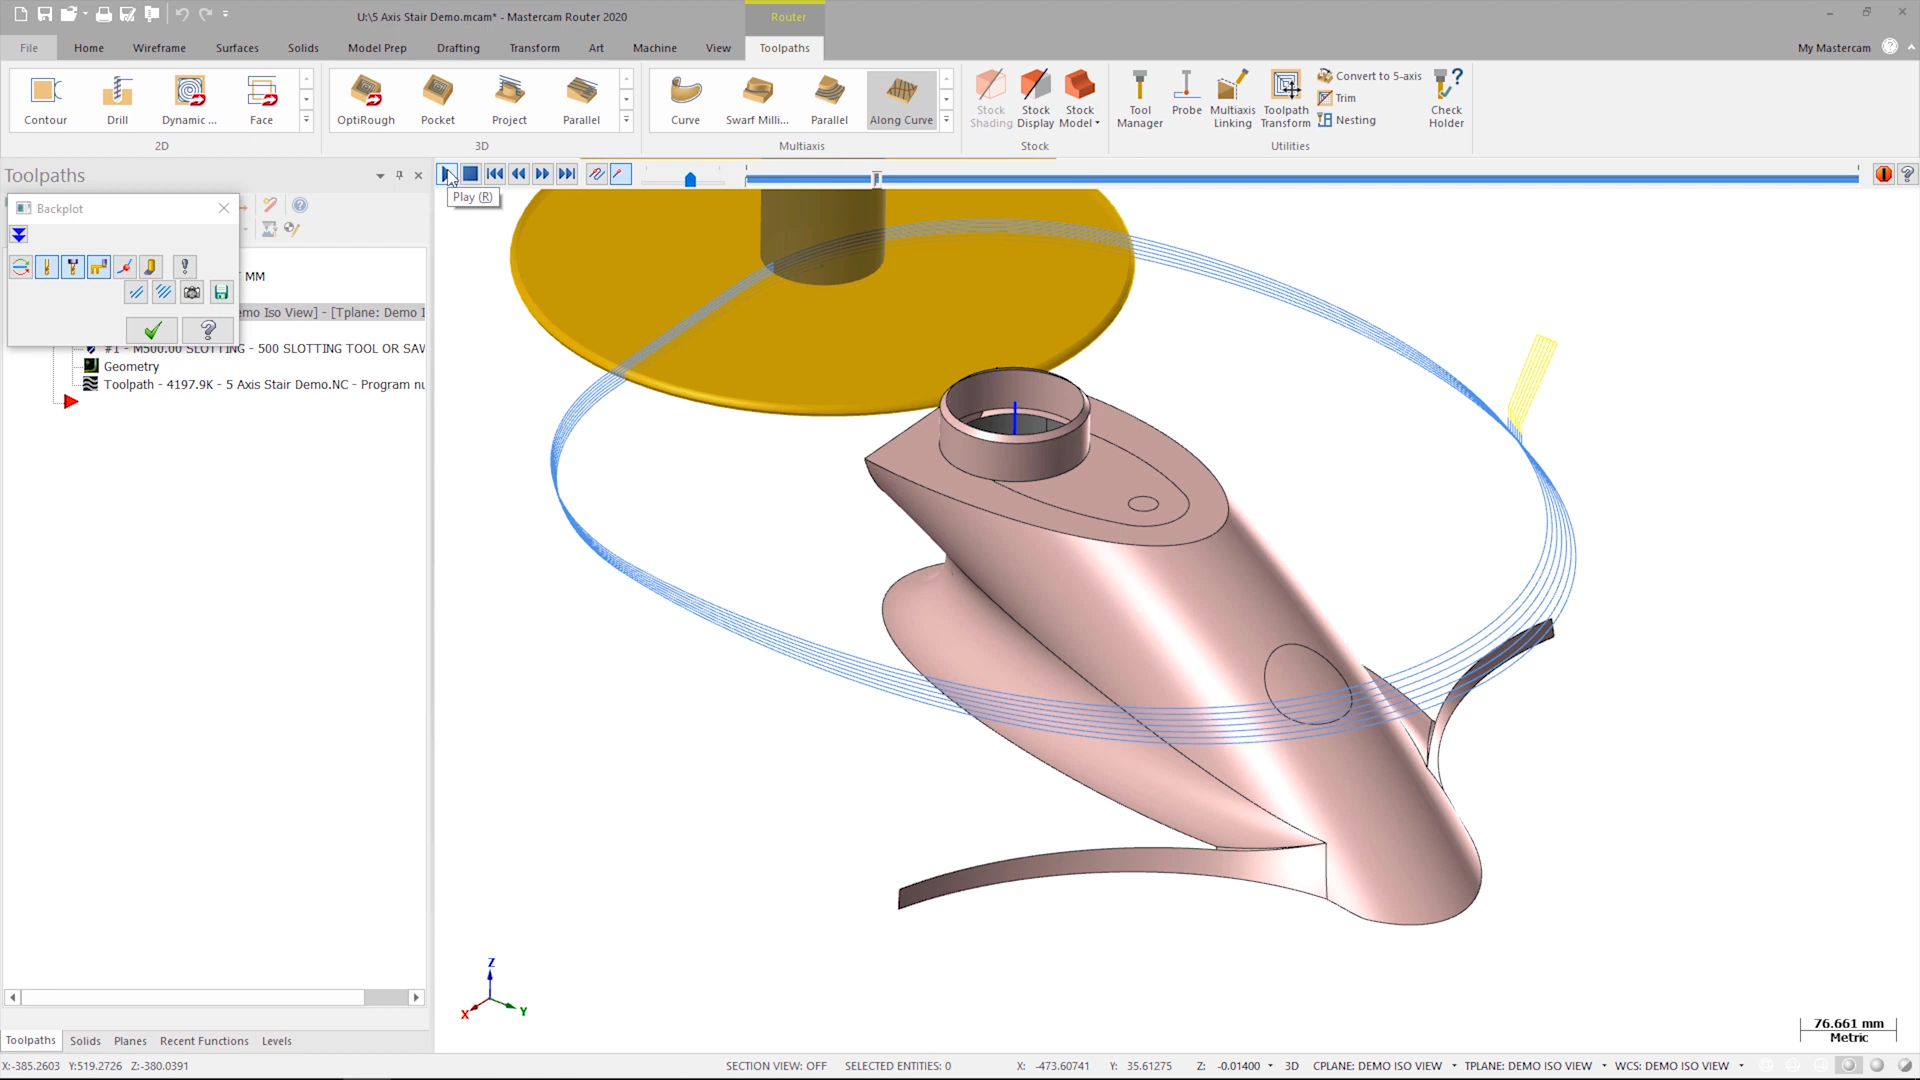 U:\5 Axis Stair Demo.mcam* - Mastercam Router 2020
Router
File
Home
Wireframe
Surfaces
Solids
Model Prep
Drafting
Transform
Art
Machine
View
Toolpaths
My Mastercam
Contour
Drill
Dynamic ...
Face
OptiRough
Pocket
Project
Parallel
Curve
Swarf Milli...
Parallel
Along Curve
Stock Shading
Stock Display
Stock Model
Tool Manager
Probe
Multiaxis Linking
Toolpath Transform
Convert to 5-axis
Trim
Nesting
Check Holder
2D
3D
Multiaxis
Stock
Utilities
Toolpaths
Play (R)
Backplot
MM
emo Iso View] - [Tplane: Demo I
#1 - M500.00 SLOTTING - 500 SLOTTING TOOL OR SAW
Geometry
Toolpath - 4197.9K - 5 Axis Stair Demo.NC - Program nu
Z
X
Y
76.661 mm
Metric
Toolpaths
Solids
Planes
Recent Functions
Levels
X:-385.2603 Y:519.2726 Z:-380.0391
SECTION VIEW: OFF
SELECTED ENTITIES: 0
X: -473.60741
Y: 35.61275
Z: -0.01400
3D
CPLANE: DEMO ISO VIEW
TPLANE: DEMO ISO VIEW
WCS: DEMO ISO VIEW